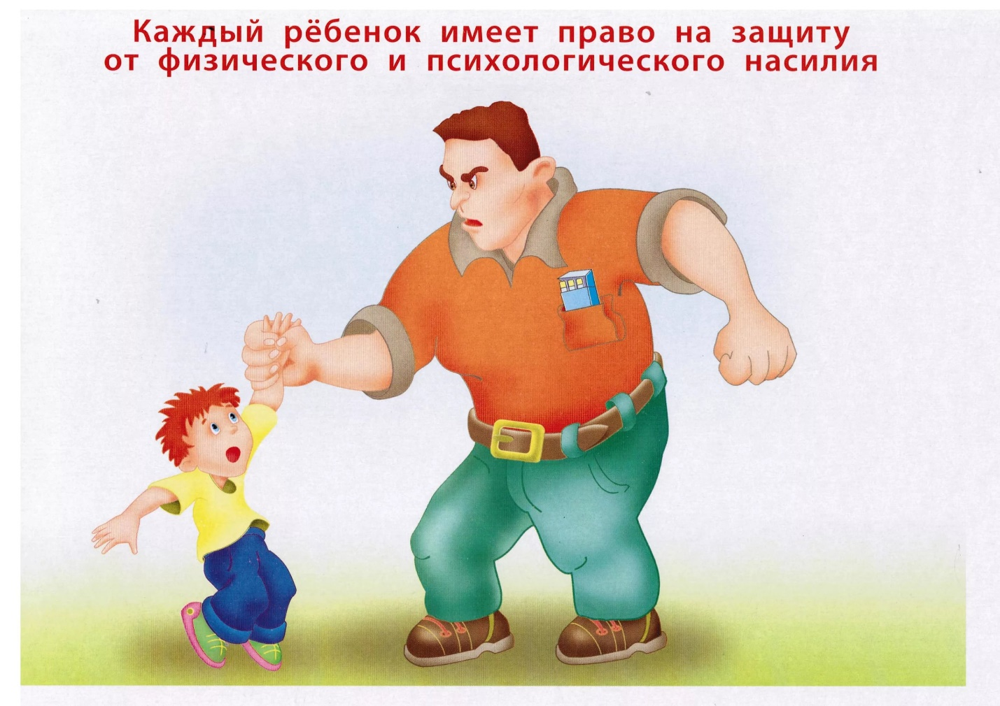 Каждый рёбенок имеет право на защиту
от физического и психологического насилия